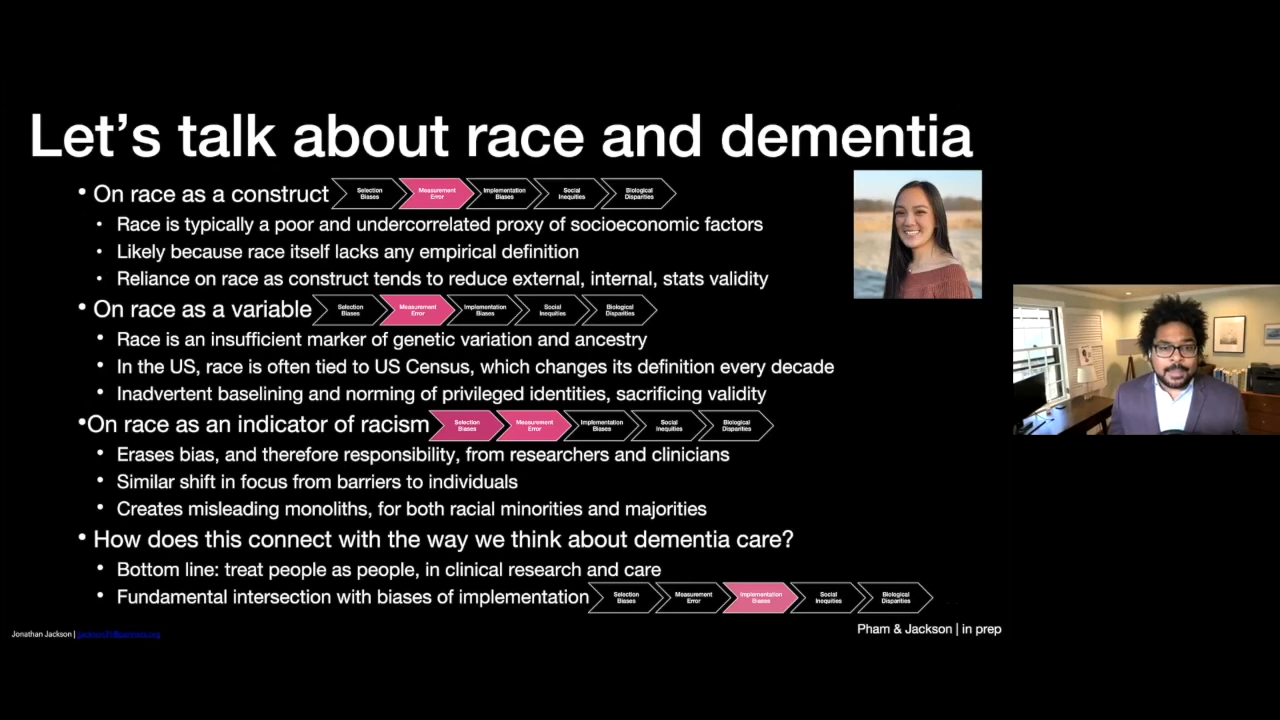 Let's talk about race and dementia
• On race as a construct Selection Biases Measurement Error Implementation Biases Social Inequities Biological Disparities
• Race is typically a poor and undercorrelated proxy of socioeconomic factors
• Likely because race itself lacks any empirical definition
• Reliance on race as construct tends to reduce external, internal, stats validity
• On race as a variable Selection Biases Measurement Error Implementation Biases Social Inequities Biological Disparities
• Race is an insufficient marker of genetic variation and ancestry
• In the US, race is often tied to US Census, which changes its definition every decade
• Inadvertent baselining and norming of privileged identities, sacrificing validity
•On race as an indicator of racism Selection Biases Measurement Error Implementation Biases Social Inequities Biological Disparities
• Erases bias, and therefore responsibility, from researchers and clinicians
• Similar shift in focus from barriers to individuals
• Creates misleading monoliths, for both racial minorities and majorities
• How does this connect with the way we think about dementia care?
• Bottom line: treat people as people, in clinical research and care
• Fundamental intersection with biases of implementation Selection Biases Measurement Error Implementation Biases Social Inequities Biological Disparities
Jonathan Jackson |
Pham & Jackson | in prep